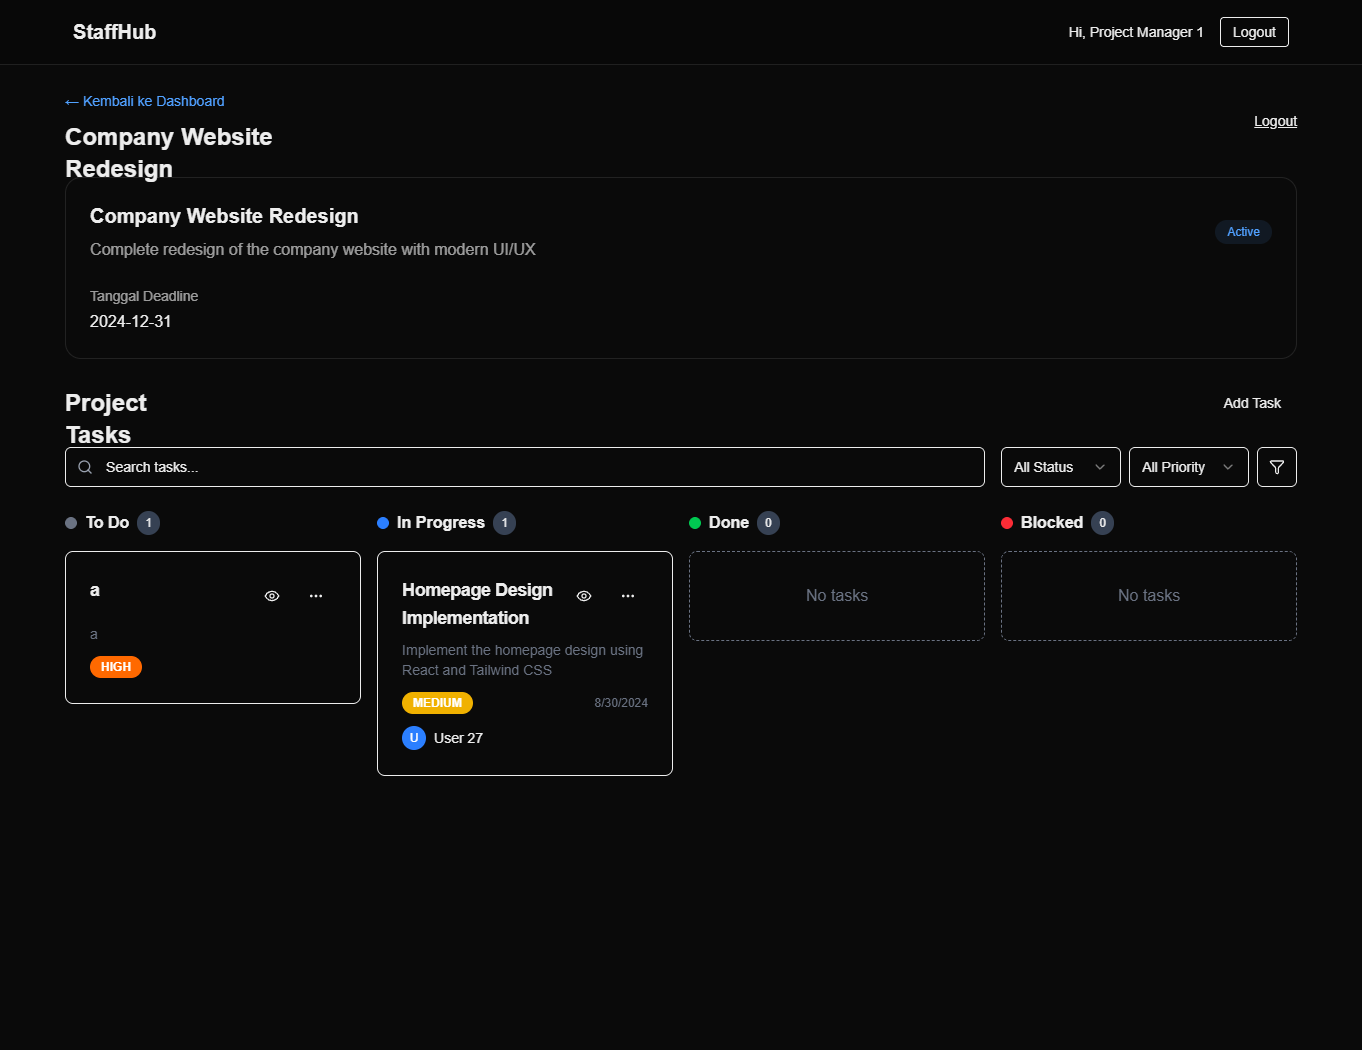 StaffHub
Hi, Project Manager 1
Logout
← Kembali ke Dashboard
Logout
Company Website
Redesign
Company Website Redesign
Active
Complete redesign of the company website with modern UI/UX
Tanggal Deadline
2024-12-31
Project
Tasks
Add Task
Search tasks...
All Status
All Priority
To Do 1
In Progress 1
Done 0
Blocked 0
a
a
HIGH
Homepage Design
Implementation
Implement the homepage design using
React and Tailwind CSS
MEDIUM
8/30/2024
U
User 27
No tasks
No tasks